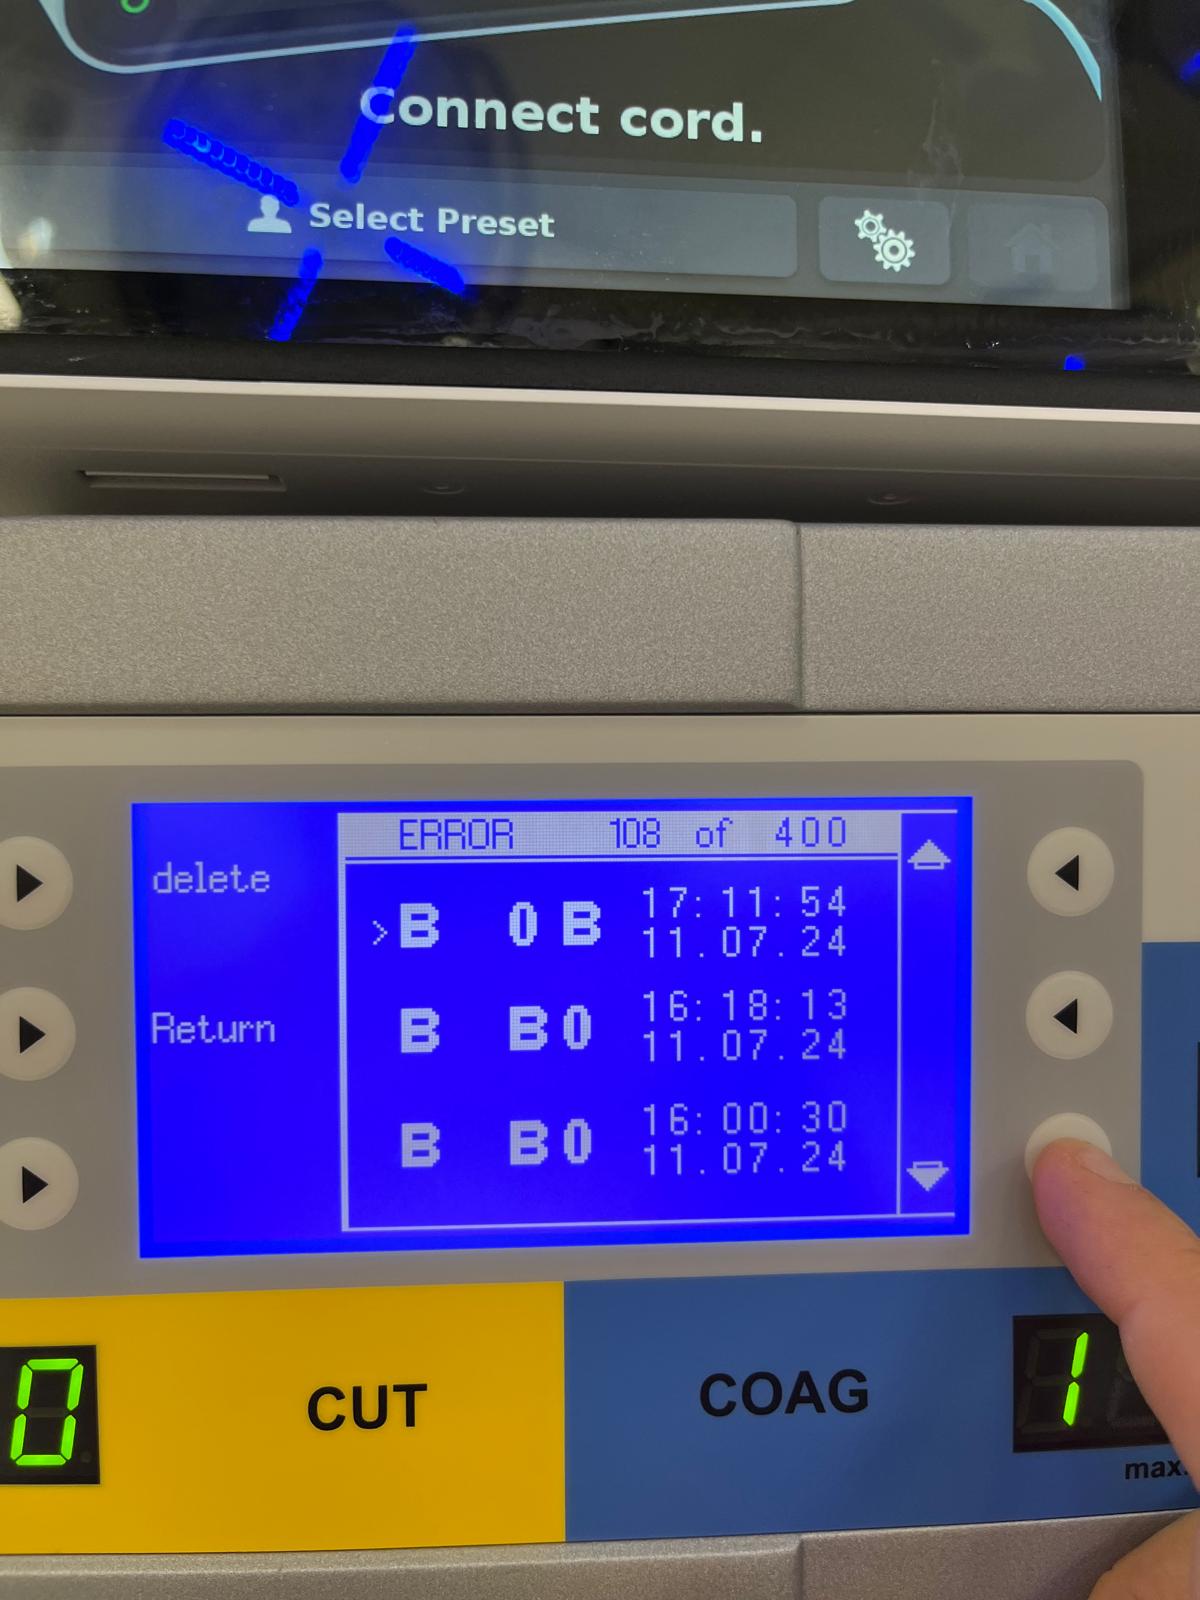 Connect cord.
Select Preset
ERROR 108 of 400
delete
>B 0B 17:11:54
11.07.24
Return
B B0 16:18:13
11.07.24
B B0 16:00:30
11.07.24
0 CUT COAG 1
max.